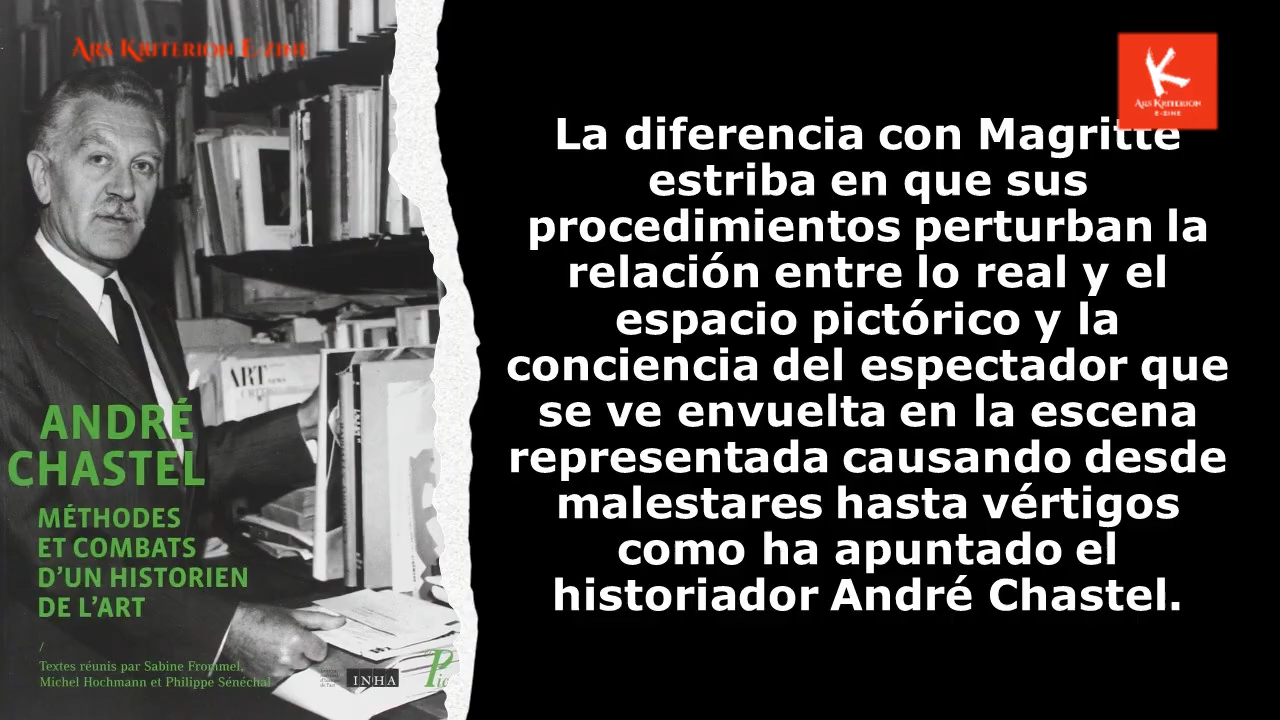 ARS KRITERION E-ZINE
K
ARS KRITERION
E-ZINE
La diferencia con Magritte
estriba en que sus
procedimientos perturban la
relación entre lo real y el
espacio pictórico y la
conciencia del espectador que
se ve envuelta en la escena
representada causando desde
malestares hasta vértigos
como ha apuntado el
historiador André Chastel.
ART
NEWS
ANDRÉ
CHASTEL
MÉTHODES
ET COMBATS
D’UN HISTORIEN
DE L’ART
/
Textes réunis par Sabine Frommel,
Michel Hochmann et Philippe Sénéchal
INHA
Pic